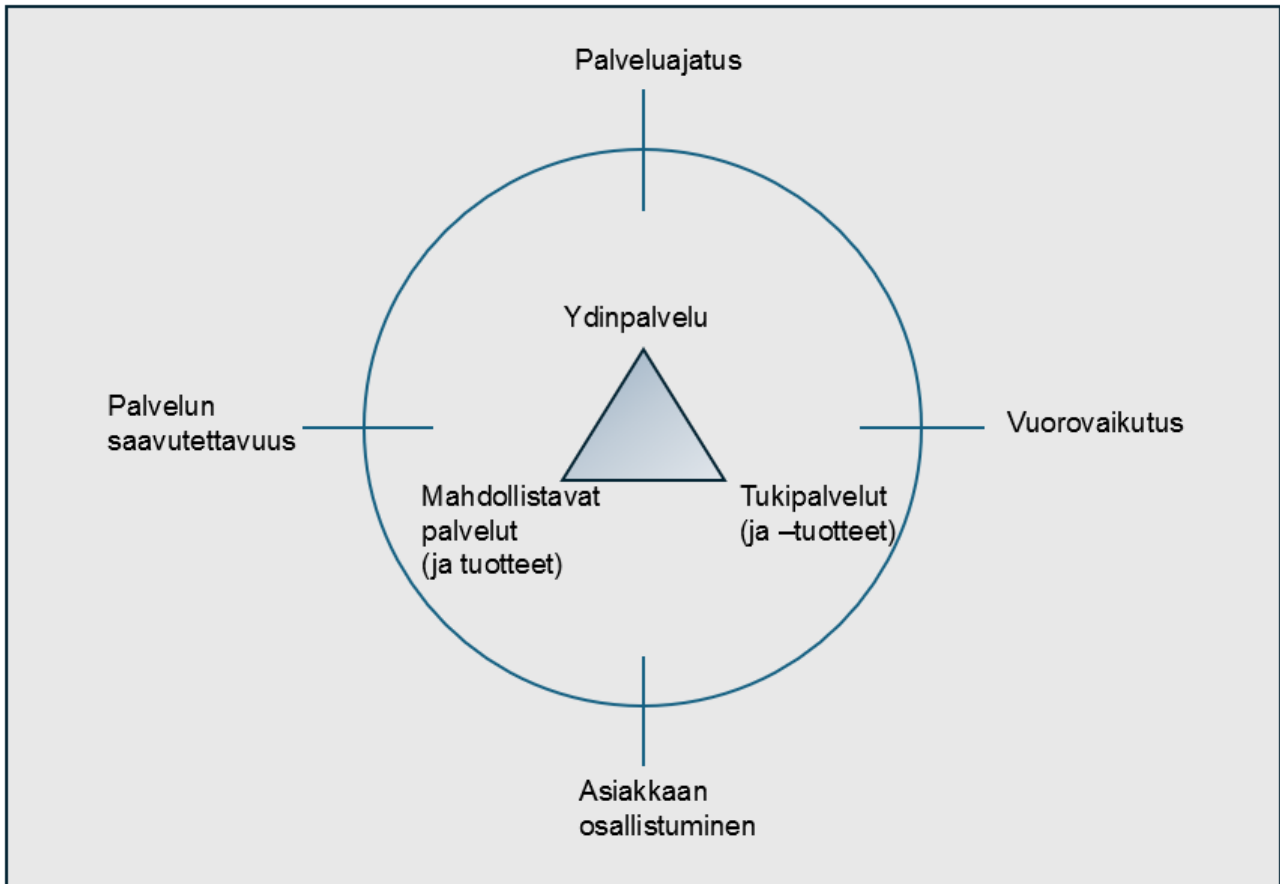 Palveluajatus
Ydinpalvelu
Palvelun
saavutettavuus
Vuorovaikutus
Mahdollistavat
palvelut
(ja tuotteet)
Tukipalvelut
(ja –tuotteet)
Asiakkaan
osallistuminen